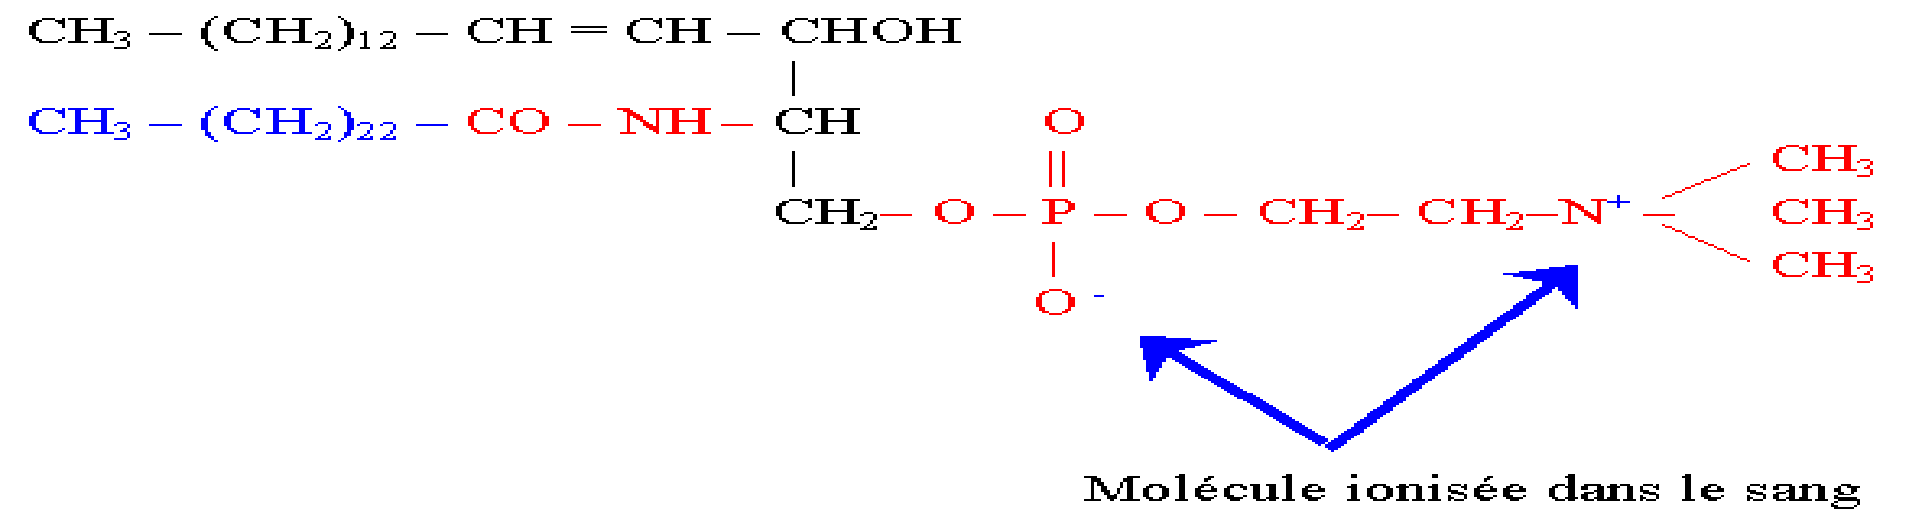 CH₃ – (CH₂)₁₂ – CH = CH – CHOH
CH₃ – (CH₂)₂₂ – CO – NH – CH
O
CH₃
CH₂ – O – P – O – CH₂ – CH₂ – N⁺ – CH₃
CH₃
O -
Molécule ionisée dans le sang